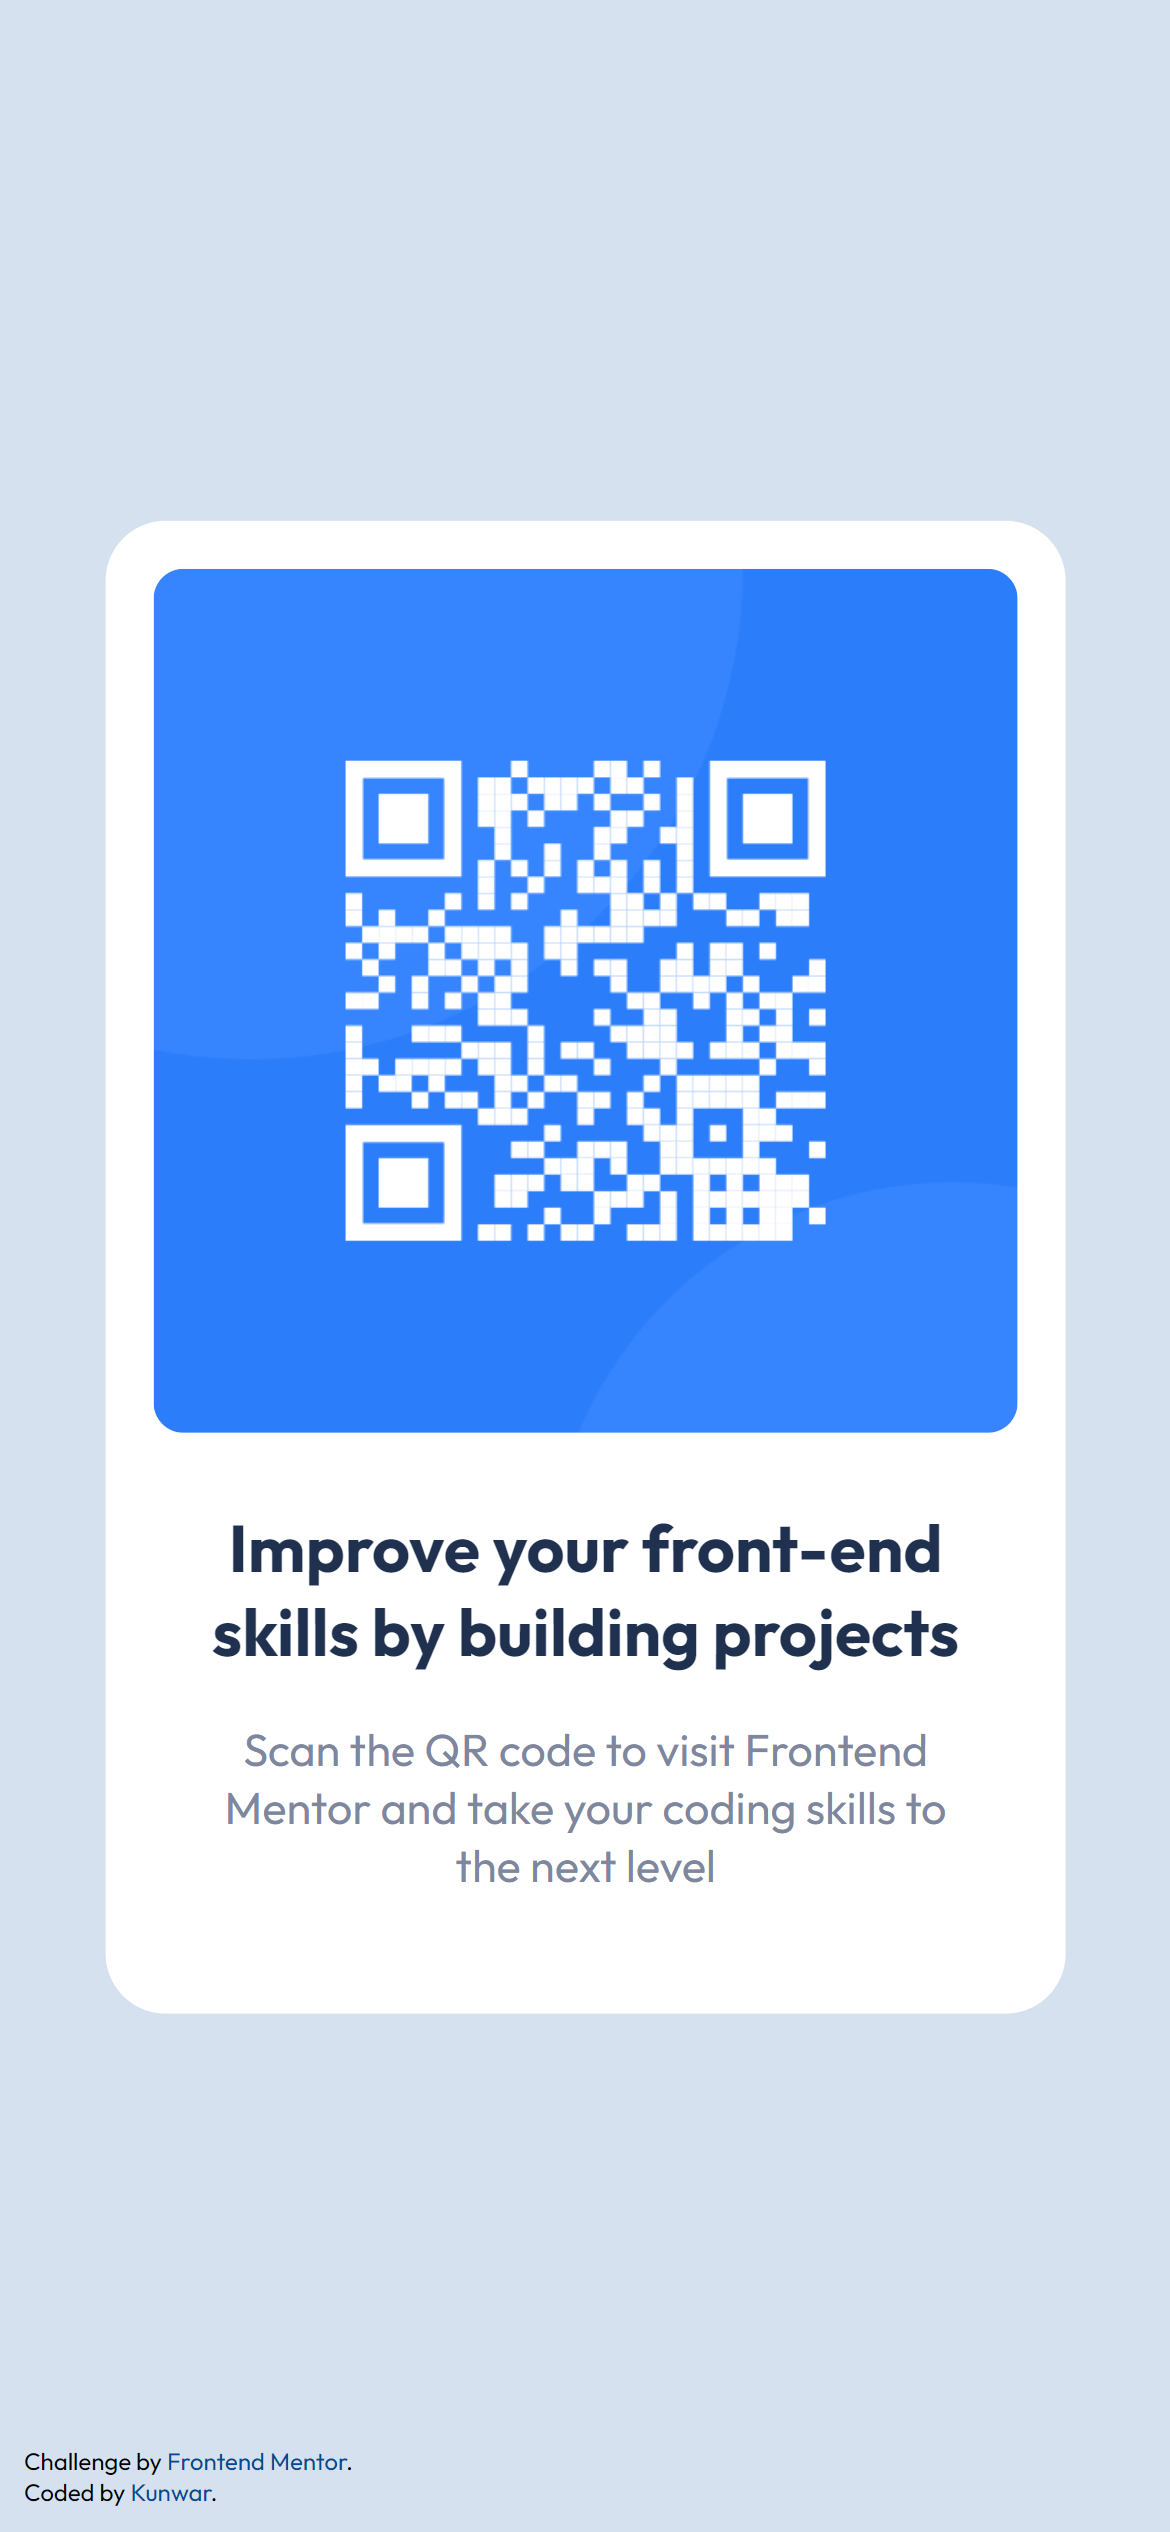 Improve your front-end
skills by building projects
Scan the QR code to visit Frontend
Mentor and take your coding skills to
the next level
Challenge by Frontend Mentor.
Coded by Kunwar.